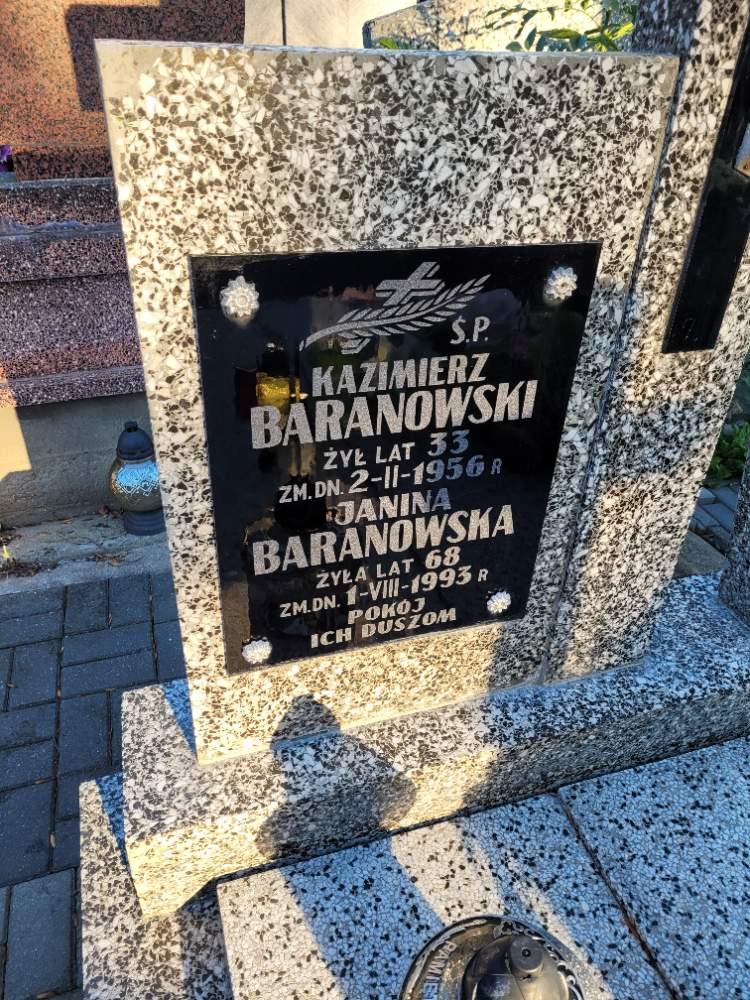 Ś.P.
KAZIMIERZ
BARANOWSKI
ŻYŁ LAT 33
ZM.DN. 2-II-1956 R
JANINA
BARANOWSKA
ŻYŁA LAT 68
ZM.DN. 1-VIII-1993 R
POKÓJ
ICH DUSZOM